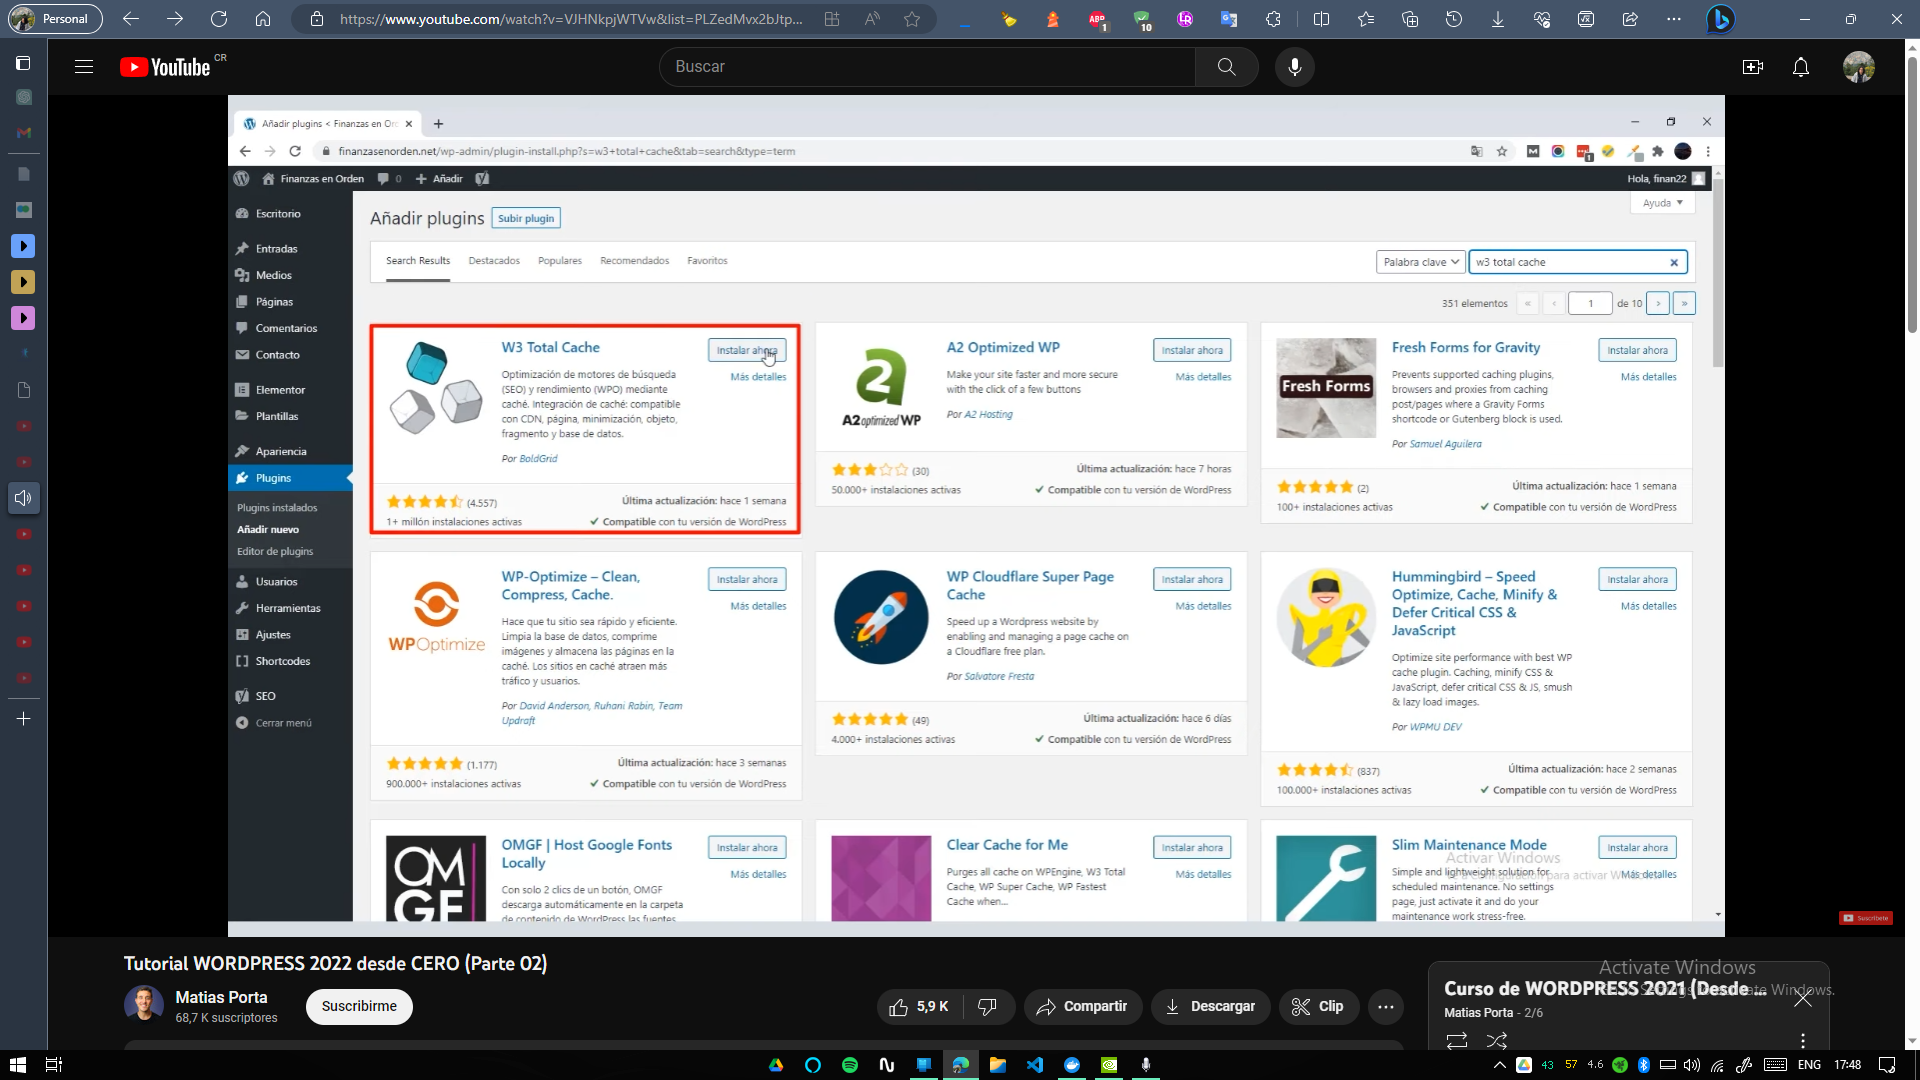 Personal
https://www.youtube.com/watch?v=VJHNkpjWTVw&list=PLZedMvx2bJtp...
YouTube CR
Buscar
Añadir plugins < Finanzas en Or
finanzasenorden.net/wp-admin/plugin-install.php?s=w3+total+cache&tab=search&type=term
Finanzas en Orden 0 Añadir
Hola, finan22
Escritorio
Entradas
Medios
Páginas
Comentarios
Contacto
Elementor
Plantillas
Apariencia
Plugins
Plugins instalados
Añadir nuevo
Editor de plugins
Usuarios
Herramientas
Ajustes
Shortcodes
SEO
Cerrar menú
Añadir plugins Subir plugin
Ayuda
Search Results Destacados Populares Recomendados Favoritos
Palabra clave w3 total cache
351 elementos « ‹ 1 de 10 › »
W3 Total Cache
Instalar ahora
Más detalles
Optimización de motores de búsqueda
(SEO) y rendimiento (WPO) mediante
caché. Integración de caché: compatible
con CDN, página, minimización, objeto,
fragmento y base de datos.
Por BoldGrid
(4.557)
Última actualización: hace 1 semana
1+ millón instalaciones activas
Compatible con tu versión de WordPress
A2 optimized WP
A2 Optimized WP
Instalar ahora
Más detalles
Make your site faster and more secure
with the click of a few buttons
Por A2 Hosting
(30)
Última actualización: hace 7 horas
50.000+ instalaciones activas
Compatible con tu versión de WordPress
Fresh Forms
Fresh Forms for Gravity
Instalar ahora
Más detalles
Prevents supported caching plugins,
browsers and proxies from caching
post/pages where a Gravity Forms
shortcode or Gutenberg block is used.
Por Samuel Aguilera
(2)
Última actualización: hace 1 semana
100+ instalaciones activas
Compatible con tu versión de WordPress
WPOptimize
WP-Optimize – Clean,
Compress, Cache.
Instalar ahora
Más detalles
Hace que tu sitio sea rápido y eficiente.
Limpia la base de datos, comprime
imágenes y almacena las páginas en la
caché. Los sitios en caché atraen más
tráfico y usuarios.
Por David Anderson, Ruhani Rabin, Team
Updraft
(1.177)
Última actualización: hace 3 semanas
900.000+ instalaciones activas
Compatible con tu versión de WordPress
WP Cloudflare Super Page
Cache
Instalar ahora
Más detalles
Speed up a Wordpress website by
enabling and managing a page cache on
a Cloudflare free plan.
Por Salvatore Fresta
(49)
Última actualización: hace 6 días
4.000+ instalaciones activas
Compatible con tu versión de WordPress
Hummingbird – Speed
Optimize, Cache, Minify &
Defer Critical CSS &
JavaScript
Instalar ahora
Más detalles
Optimize site performance with best WP
cache plugin. Caching, minify CSS &
JavaScript, defer critical CSS & JS, smush
& lazy load images.
Por WPMU DEV
(837)
Última actualización: hace 2 semanas
100.000+ instalaciones activas
Compatible con tu versión de WordPress
OMGF
OMGF | Host Google Fonts
Locally
Instalar ahora
Más detalles
Con solo 2 clics de un botón, OMGF
descarga automáticamente en la carpeta
de contenido de WordPress las fuentes
Clear Cache for Me
Instalar ahora
Más detalles
Purges all cache on WPEngine, W3 Total
Cache, WP Super Cache, WP Fastest
Cache when...
Slim Maintenance Mode
Instalar ahora
Más detalles
Simple and lightweight solution for
scheduled maintenance. No settings
page, just activate it and do your
maintenance work stress-free.
Activar Windows
para activar
Suscríbete
Tutorial WORDPRESS 2022 desde CERO (Parte 02)
Matias Porta
68,7 K suscriptores
Suscribirme
5,9 K
Compartir
Descargar
Clip
Curso de WORDPRESS 2021 (Desde ...
Matias Porta - 2/6
Activate Windows
Windows.
43 57 4.6 ENG 17:48